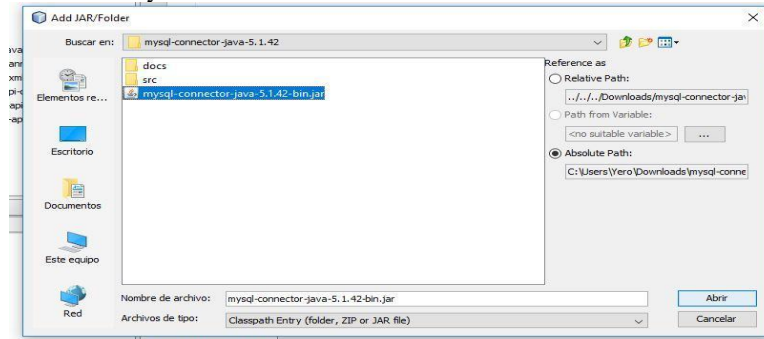 Add JAR/Folder
Buscar en:
mysql-connector-java-5.1.42
docs
src
mysql-connector-java-5.1.42-bin.jar
Elementos re...
Escritorio
Documentos
Este equipo
Red
Reference as
Relative Path:
../../../Downloads/mysql-connector-ja
Path from Variable:
<no suitable variable>
...
Absolute Path:
C:\Users\Yero\Downloads\mysql-conne
Nombre de archivo:
mysql-connector-java-5.1.42-bin.jar
Abrir
Archivos de tipo:
Classpath Entry (folder, ZIP or JAR file)
Cancelar